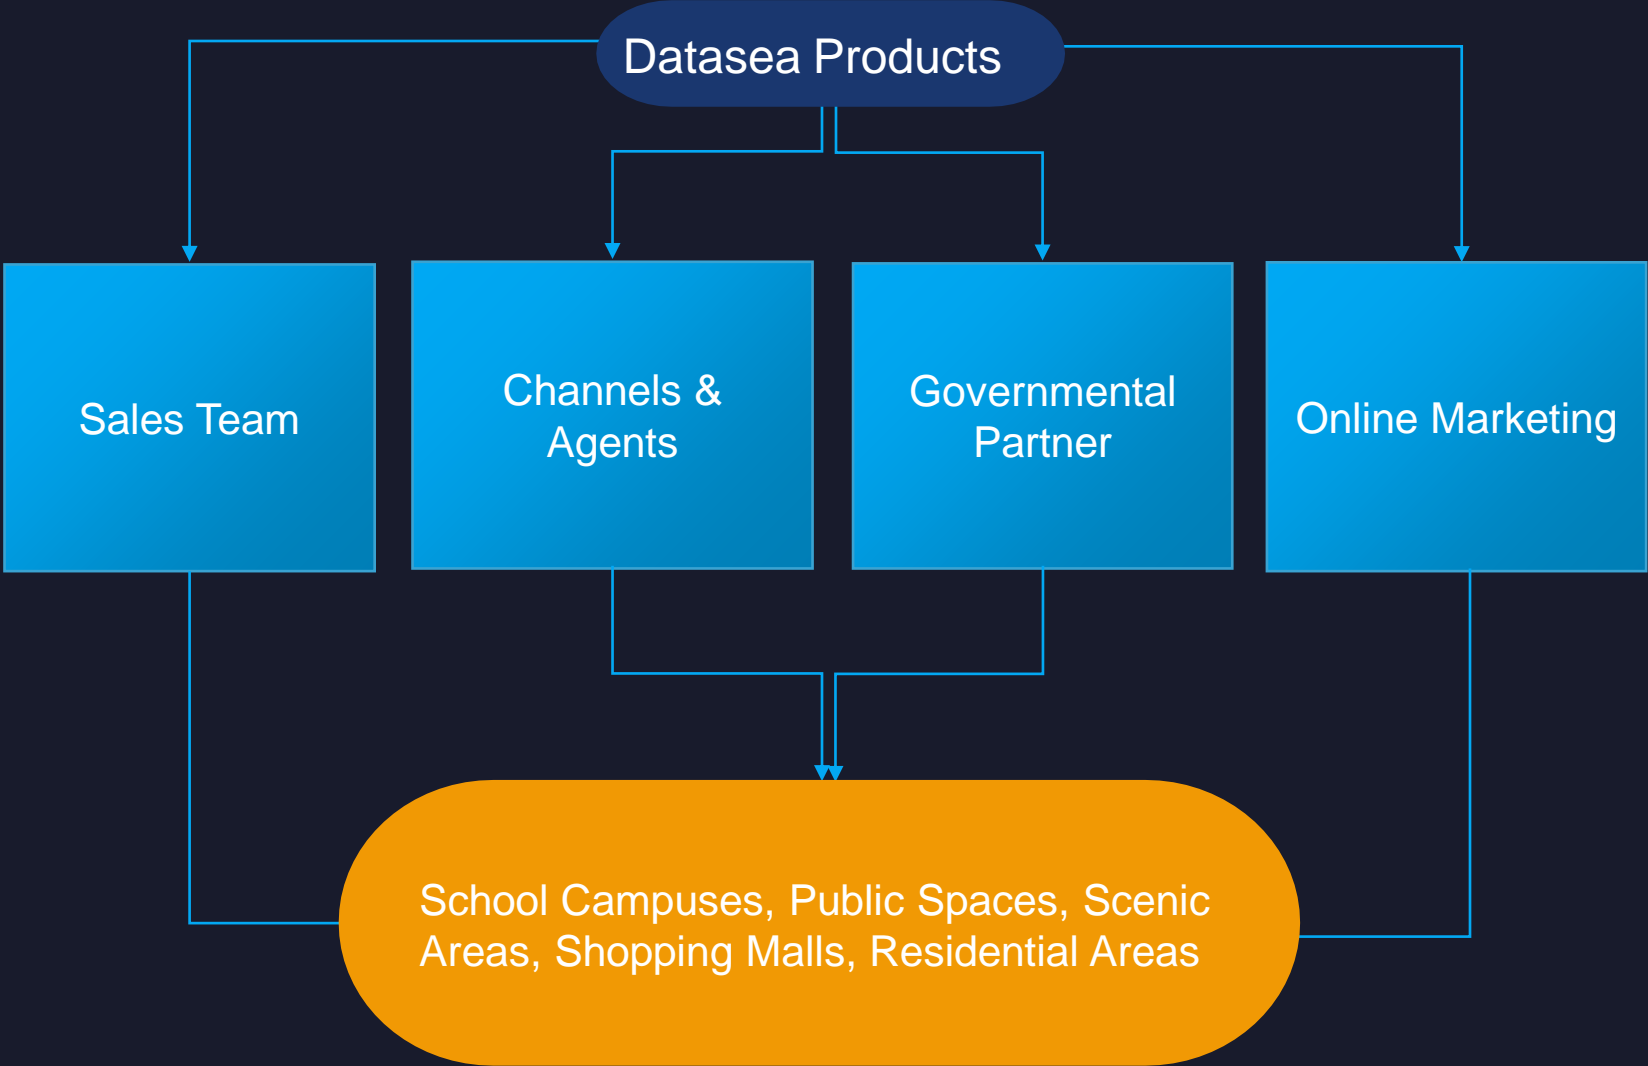 Datasea Products
Sales Team
Channels &
Agents
Governmental
Partner
Online Marketing
School Campuses, Public Spaces, Scenic
Areas, Shopping Malls, Residential Areas